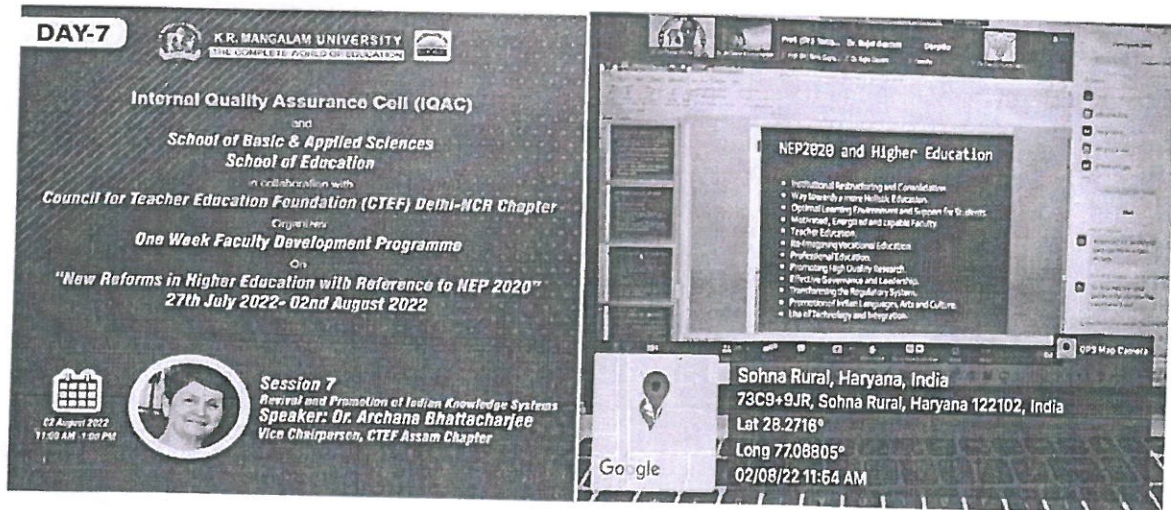 DAY-7
K.R. MANGALAM UNIVERSITY
THE COMPLETE WORLD OF EDUCATION
Internal Quality Assurance Cell (IQAC)
and
School of Basic & Applied Sciences
School of Education
in collaboration with
Council for Teacher Education Foundation (CTEF) Delhi-NCR Chapter
Organizes
One Week Faculty Development Programme
On
"New Reforms in Higher Education with Reference to NEP 2020"
27th July 2022- 02nd August 2022
02 August 2022
11:00 AM -1:00 PM
Session 7
Revival and Promotion of Indian Knowledge Systems
Speaker: Dr. Archana Bhattacharjee
Vice Chairperson, CTEF Assam Chapter
NEP2020 and Higher Education
Institutional Restructuring and Consolidation
Way towards a more Holistic Education
Optimal Learning Environment and Support for Students
Motivated, Energized and capable Faculty
Teacher Education
Re-imagining Vocational Education
Professional Education
Promoting High Quality Research
Effective Governance and Leadership
Transforming the Regulatory System
Promotion of Indian Languages, Arts and Culture
Use of Technology and Integration
GPS Map Camera
Google
Sohna Rural, Haryana, India
73C9+9JR, Sohna Rural, Haryana 122102, India
Lat 28.2716°
Long 77.08805°
02/08/22 11:54 AM